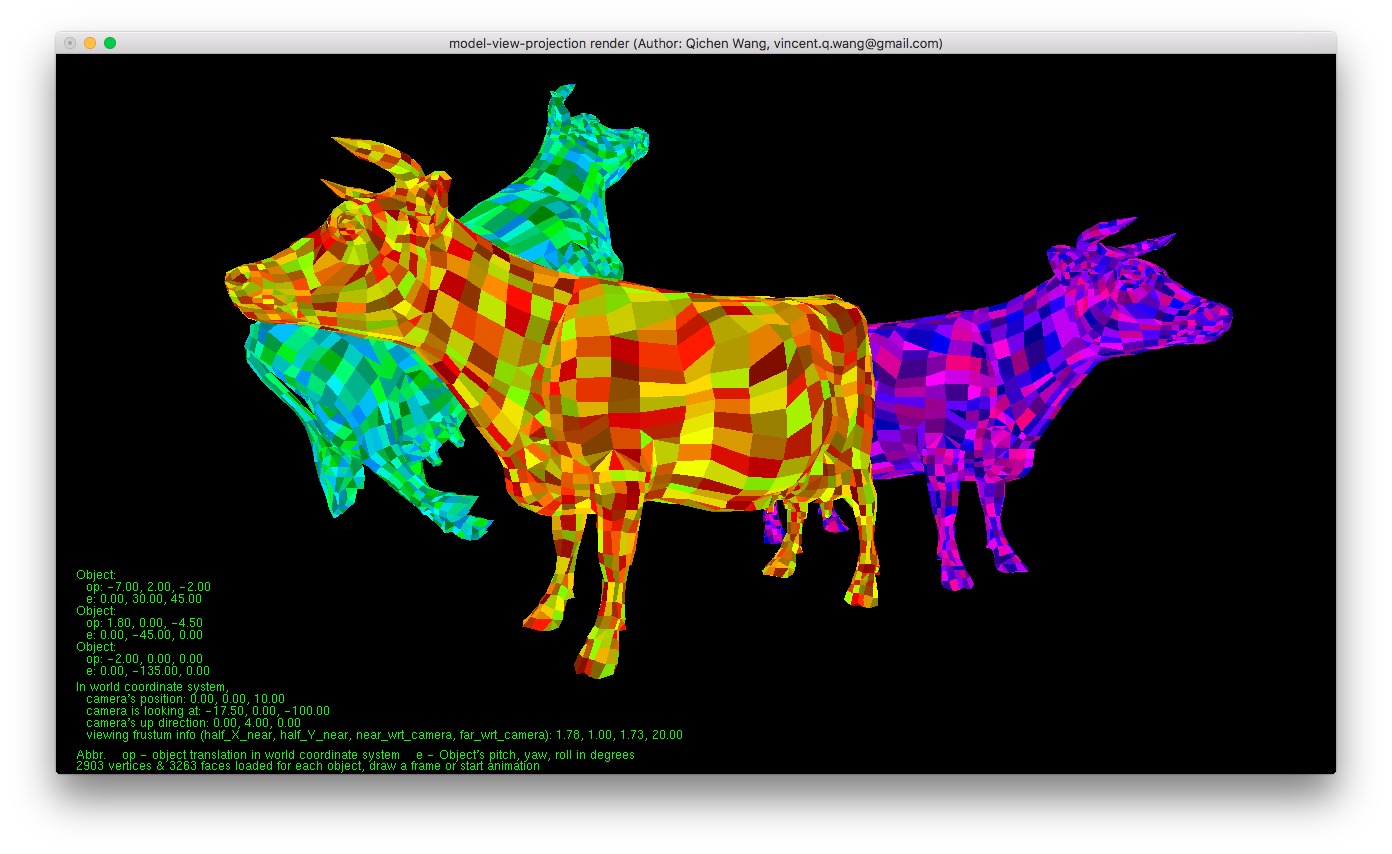 model-view-projection render (Author: Qichen Wang, vincent.q.wang@gmail.com)
Object:
op: -7.00, 2.00, -2.00
e: 0.00, 30.00, 45.00
Object:
op: 1.80, 0.00, -4.50
e: 0.00, -45.00, 0.00
Object:
op: -2.00, 0.00, 0.00
e: 0.00, -135.00, 0.00
In world coordinate system,
camera's position: 0.00, 0.00, 10.00
camera is looking at: -17.50, 0.00, -100.00
camera's up direction: 0.00, 4.00, 0.00
viewing frustum info (half_X_near, half_Y_near, near_wrt_camera, far_wrt_camera): 1.78, 1.00, 1.73, 20.00
Abbr. op - object translation in world coordinate system e - Object's pitch, yaw, roll in degrees
2903 vertices & 3263 faces loaded for each object, draw a frame or start animation